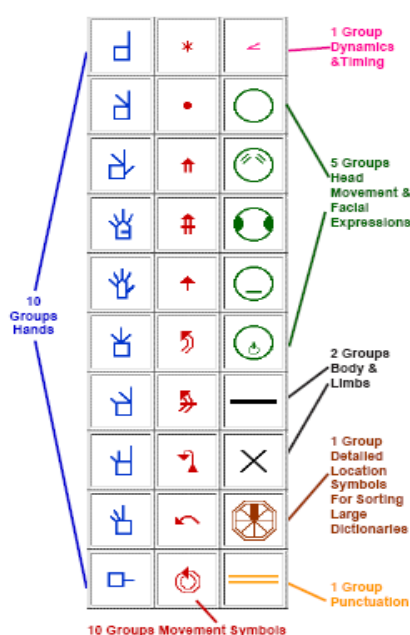 1 Group
Dynamics
&Timing
5 Groups
Head
Movement &
Facial
Expressions
10
Groups
Hands
2 Groups
Body &
Limbs
1 Group
Detailed
Location
Symbols
For Sorting
Large
Dictionaries
1 Group
Punctuation
10 Groups Movement Symbols